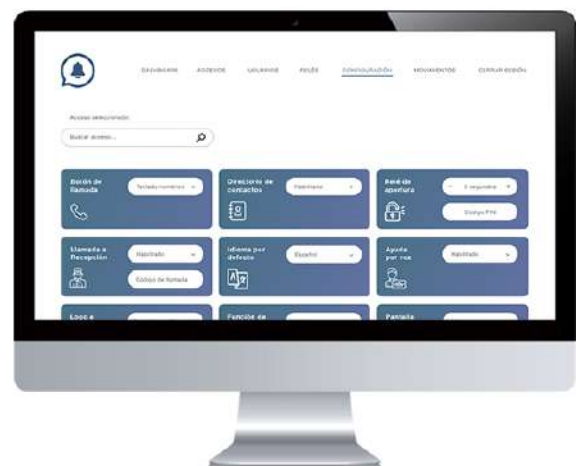 DASHBOARD ACCESOS USUARIOS RELÉS CONFIGURACIÓN MOVIMIENTOS CERRAR SESIÓN
Acceso seleccionado:
Buscar acceso...
Botón de
llamada
Teclado numérico
Directorio de
contactos
Habilitado
Relé de
apertura
- 5 segundos +
Código PIN
Llamada a
Recepción
Habilitado
Código de llamada
Idioma por
defecto
Español
Ayuda
por voz
Habilitado
Logo e
Función de
Pantalla